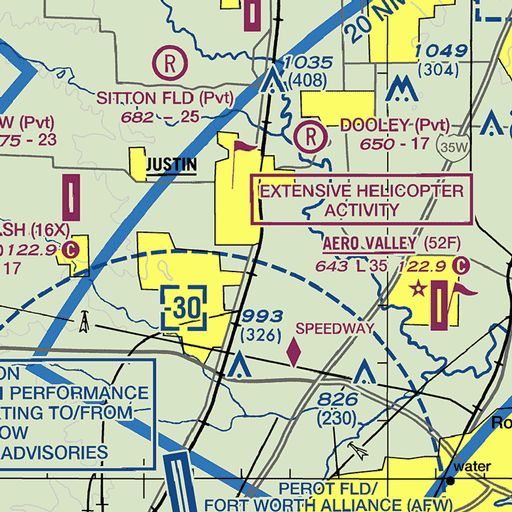 20 NM
1035
(408)
1049
(304)
R
SITTON FLD (Pvt)
682 - 25
W (Pvt)
75 - 23
R
DOOLEY (Pvt)
650 - 17
35W
JUSTIN
EXTENSIVE HELICOPTER
ACTIVITY
ASH (16X)
122.9 C
17
AERO VALLEY (52F)
643 L 35 122.9 C
-30
993
(326)
SPEEDWAY
826
(230)
ON
H PERFORMANCE
ATING TO/FROM
OW
ADVISORIES
Ro
water
PEROT FLD/
FORT WORTH ALLIANCE (AFW)